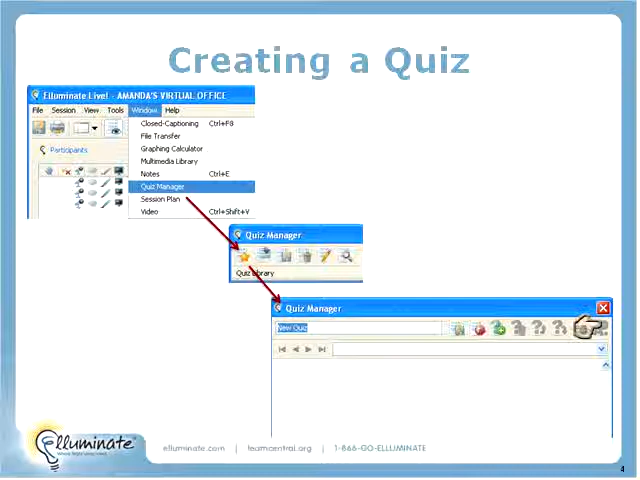 Creating a Quiz
Elluminate Live! - AMANDA'S VIRTUAL OFFICE
File Session View Tools Window Help
Closed-Captioning Ctrl+F8
File Transfer
Graphing Calculator
Participants
Multimedia Library
Notes Ctrl+E
Quiz Manager
Session Plan
Video Ctrl+Shift+V
Quiz Manager
Quiz Library
Quiz Manager
New Quiz
elluminate
elluminate.com | learncentral.org | 1-866-GO-ELLUMINATE
4